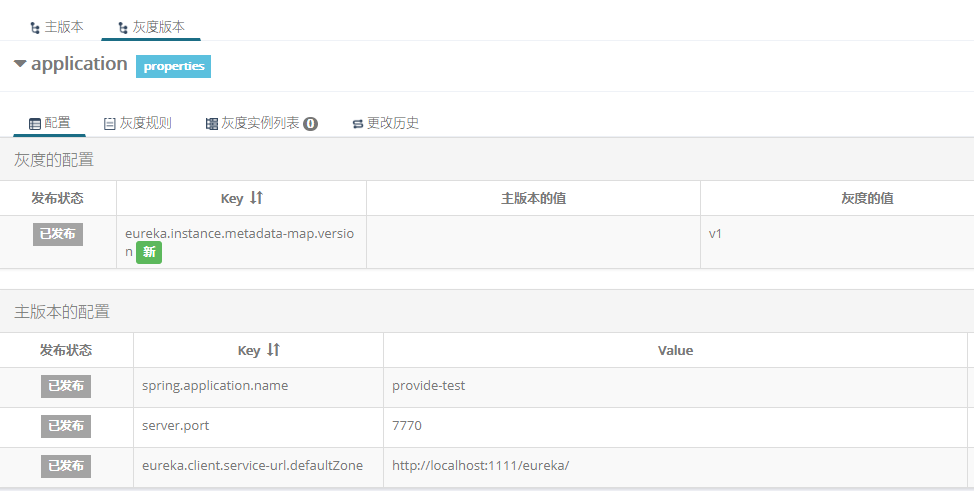 主版本 灰度版本
application properties
配置 灰度规则 灰度实例列表 0 更改历史
灰度的配置
发布状态 Key 主版本的值 灰度的值
已发布 eureka.instance.metadata-map.versio v1
n 新
主版本的配置
发布状态 Key Value
已发布 spring.application.name provide-test
已发布 server.port 7770
已发布 eureka.client.service-url.defaultZone http://localhost:1111/eureka/